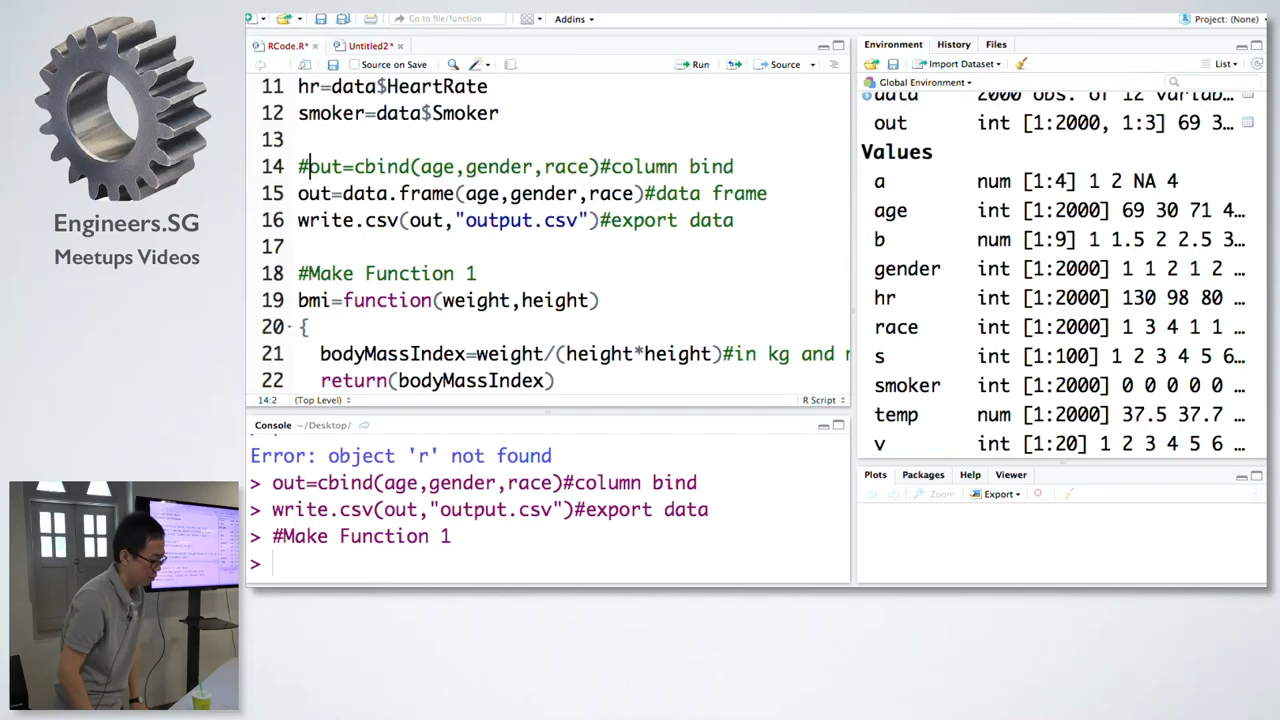 Engineers.SG
Meetups Videos
Go to file/function
Addins
Project: (None)
RCode.R*
Untitled2*
Source on Save
Run
Source
11 hr=data$HeartRate
12 smoker=data$Smoker
13
14 #out=cbind(age,gender,race)#column bind
15 out=data.frame(age,gender,race)#data frame
16 write.csv(out,"output.csv")#export data
17
18 #Make Function 1
19 bmi=function(weight,height)
20 {
21 bodyMassIndex=weight/(height*height)#in kg and
22 return(bodyMassIndex)
14:2 (Top Level) R Script
Console ~/Desktop/
Error: object 'r' not found
> out=cbind(age,gender,race)#column bind
> write.csv(out,"output.csv")#export data
> #Make Function 1
>
Environment History Files
Import Dataset List
Global Environment
data 2000 obs. of 12 variab…
out int [1:2000, 1:3] 69 3…
Values
a num [1:4] 1 2 NA 4
age int [1:2000] 69 30 71 4…
b num [1:9] 1 1.5 2 2.5 3…
gender int [1:2000] 1 1 2 1 2 …
hr int [1:2000] 130 98 80 …
race int [1:2000] 1 3 4 1 1 …
s int [1:100] 1 2 3 4 5 6…
smoker int [1:2000] 0 0 0 0 0 …
temp num [1:2000] 37.5 37.7 …
v int [1:20] 1 2 3 4 5 6 …
Plots Packages Help Viewer
Zoom Export